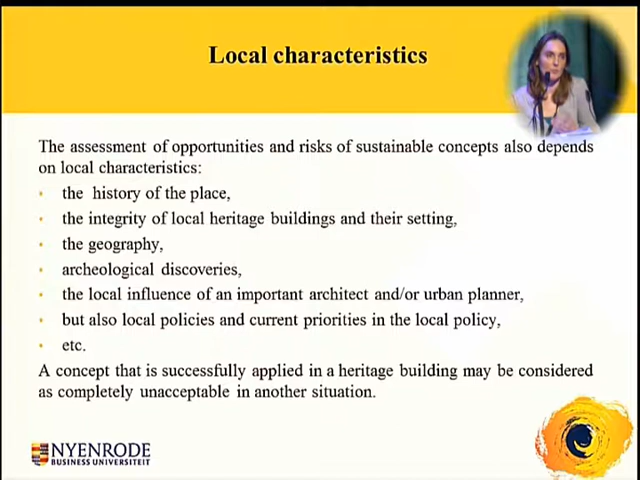 Local characteristics
The assessment of opportunities and risks of sustainable concepts also depends
on local characteristics:
• the history of the place,
• the integrity of local heritage buildings and their setting,
• the geography,
• archeological discoveries,
• the local influence of an important architect and/or urban planner,
• but also local policies and current priorities in the local policy,
• etc.
A concept that is successfully applied in a heritage building may be considered
as completely unacceptable in another situation.
NYENRODE
BUSINESS UNIVERSITEIT